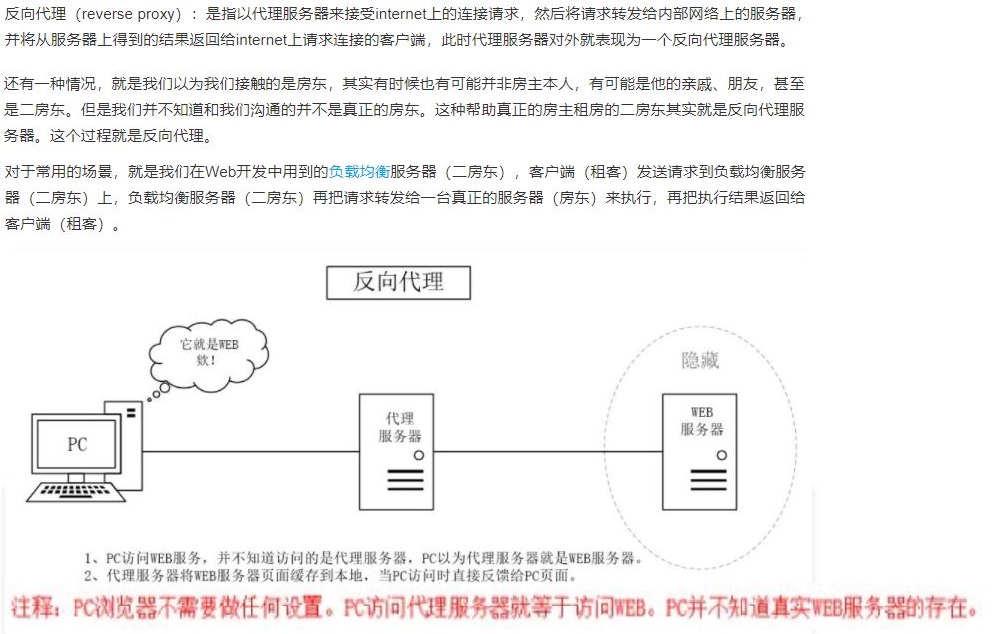 反向代理（reverse proxy）：是指以代理服务器来接受internet上的连接请求，然后将请求转发给内部网络上的服务器，
并将从服务器上得到的结果返回给internet上请求连接的客户端，此时代理服务器对外就表现为一个反向代理服务器。
还有一种情况，就是我们以为我们接触的是房东，其实有时候也有可能并非房主本人，有可能是他的亲戚、朋友，甚至
是二房东。但是我们并不知道和我们沟通的并不是真正的房东。这种帮助真正的房主租房的二房东其实就是反向代理服
务器。这个过程就是反向代理。
对于常用的场景，就是我们在Web开发中用到的负载均衡服务器（二房东），客户端（租客）发送请求到负载均衡服务
器（二房东）上，负载均衡服务器（二房东）再把请求转发给一台真正的服务器（房东）来执行，再把执行结果返回给
客户端（租客）。
反向代理
它就是WEB
欸！
隐藏
PC
代理
服务器
WEB
服务器
1、PC访问WEB服务，并不知道访问的是代理服务器，PC以为代理服务器就是WEB服务器。
2、代理服务器将WEB服务器页面缓存到本地，当PC访问时直接反馈给PC页面。
注释：PC浏览器不需要做任何设置。PC访问代理服务器就等于访问WEB。PC并不知道真实WEB服务器的存在。